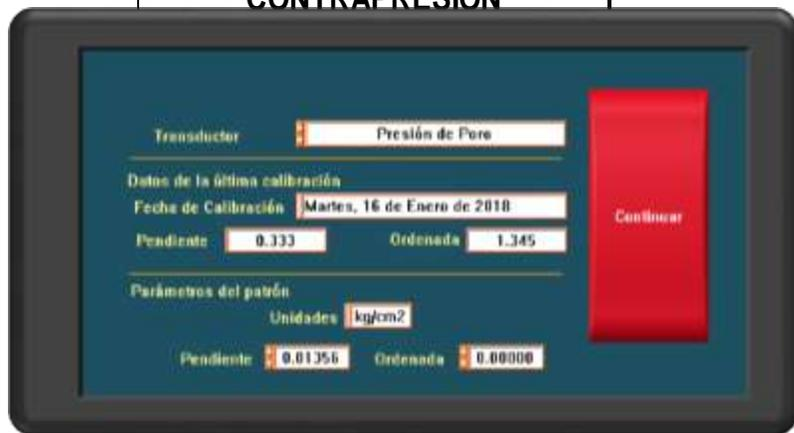 CONTRAPRESIÓN
Transductor Presión de Poro
Datos de la última calibración
Fecha de Calibración Martes, 16 de Enero de 2018
Continuar
Pendiente 0.333 Ordenada 1.345
Parámetros del patrón
Unidades kg/cm2
Pendiente 0.01356 Ordenada 0.00000